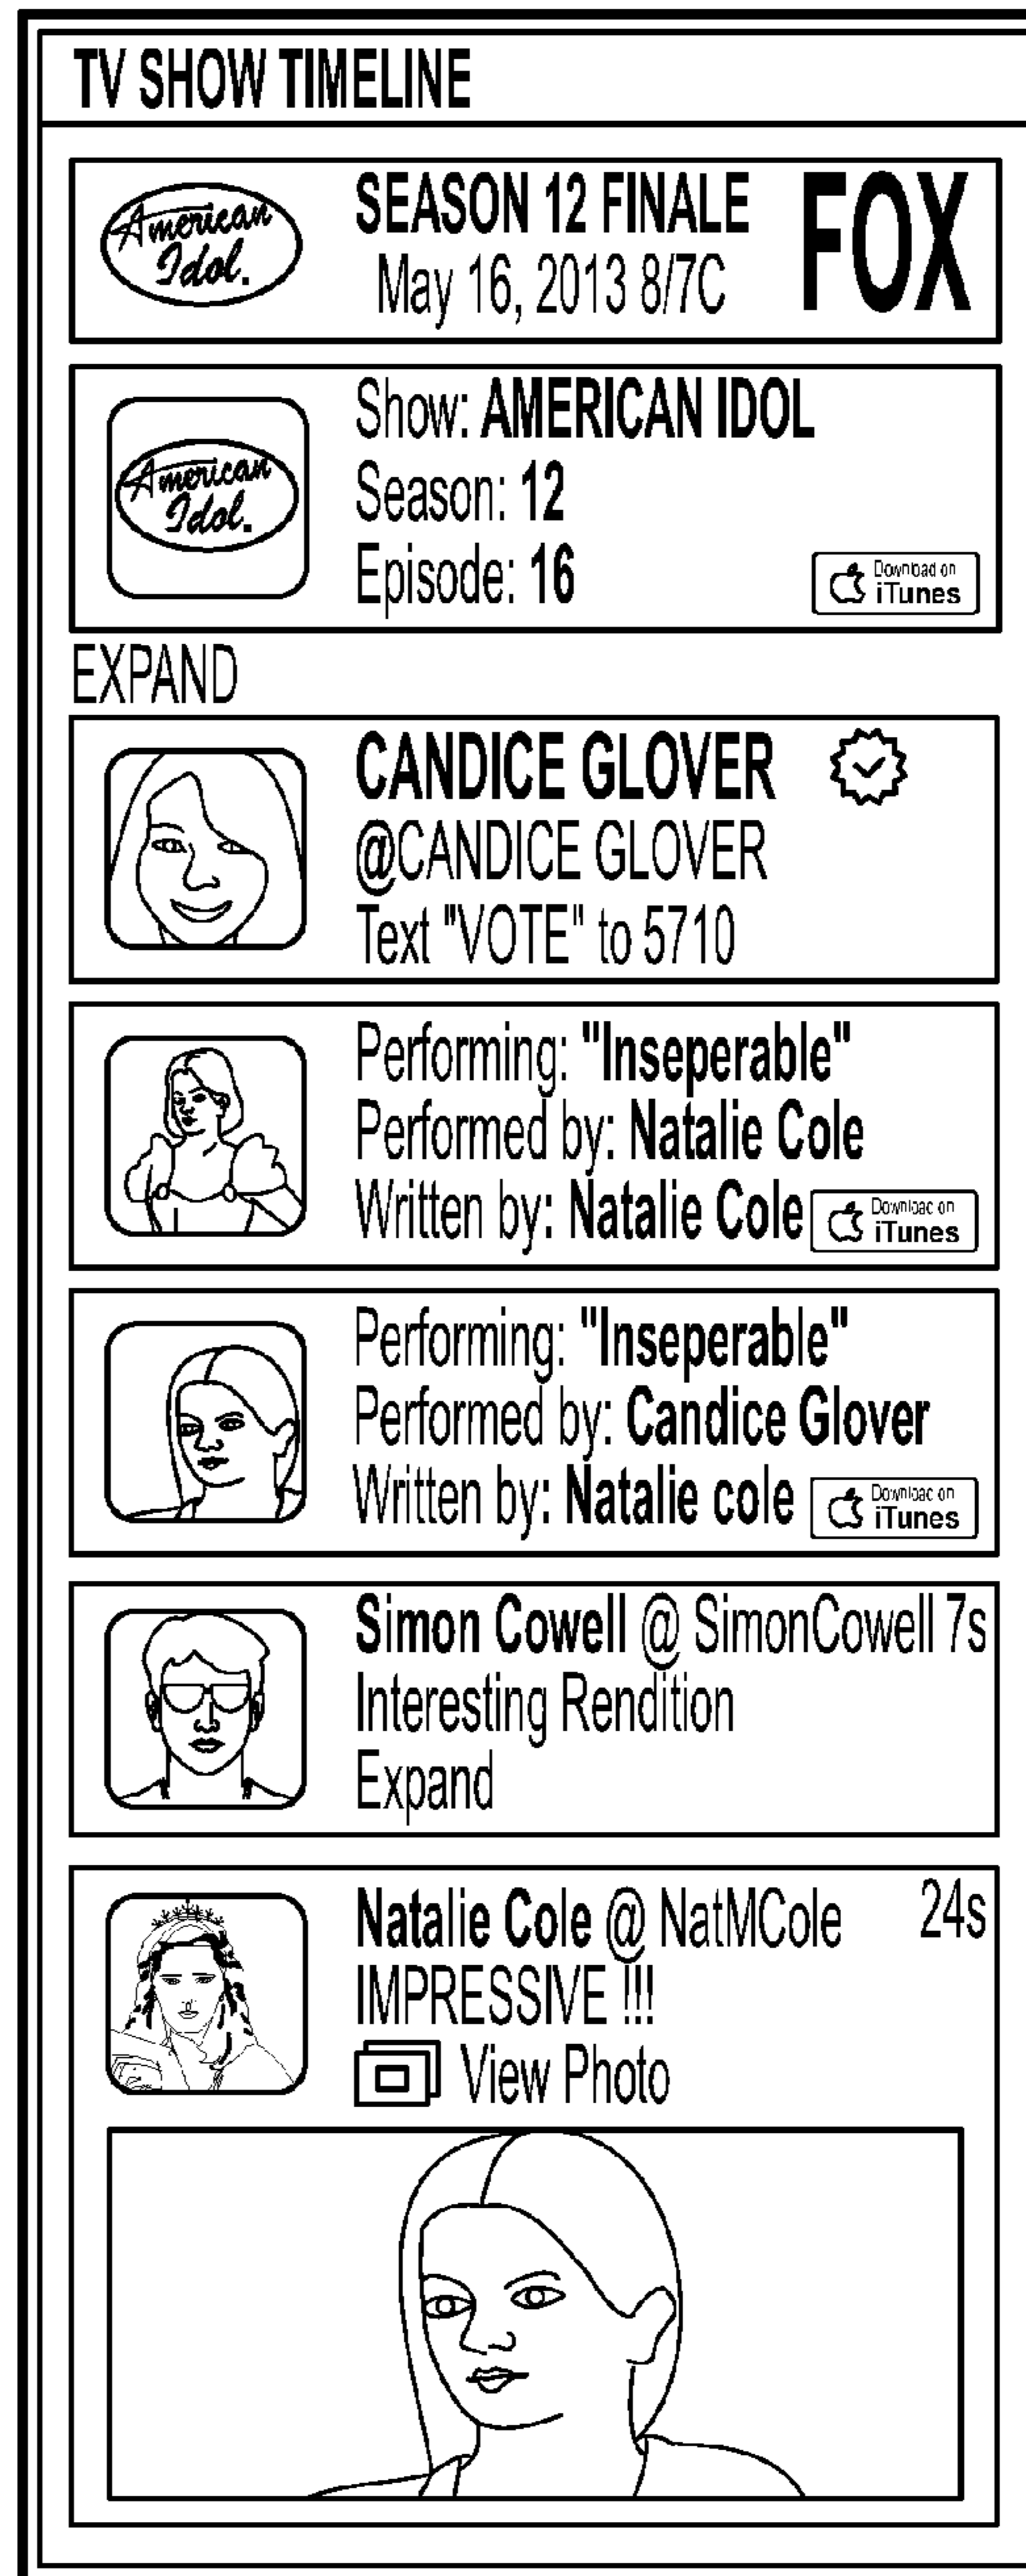 TV SHOW TIMELINE
American
Idol.
SEASON 12 FINALE
May 16, 2013 8/7C
FOX
American
Idol.
Show: AMERICAN IDOL
Season: 12
Episode: 16
Download on
iTunes
EXPAND
CANDICE GLOVER
@CANDICE GLOVER
Text "VOTE" to 5710
Performing: "Inseperable"
Performed by: Natalie Cole
Written by: Natalie Cole
Download on
iTunes
Performing: "Inseperable"
Performed by: Candice Glover
Written by: Natalie cole
Download on
iTunes
Simon Cowell @ SimonCowell 7s
Interesting Rendition
Expand
Natalie Cole @ NatMCole 24s
IMPRESSIVE !!!
View Photo